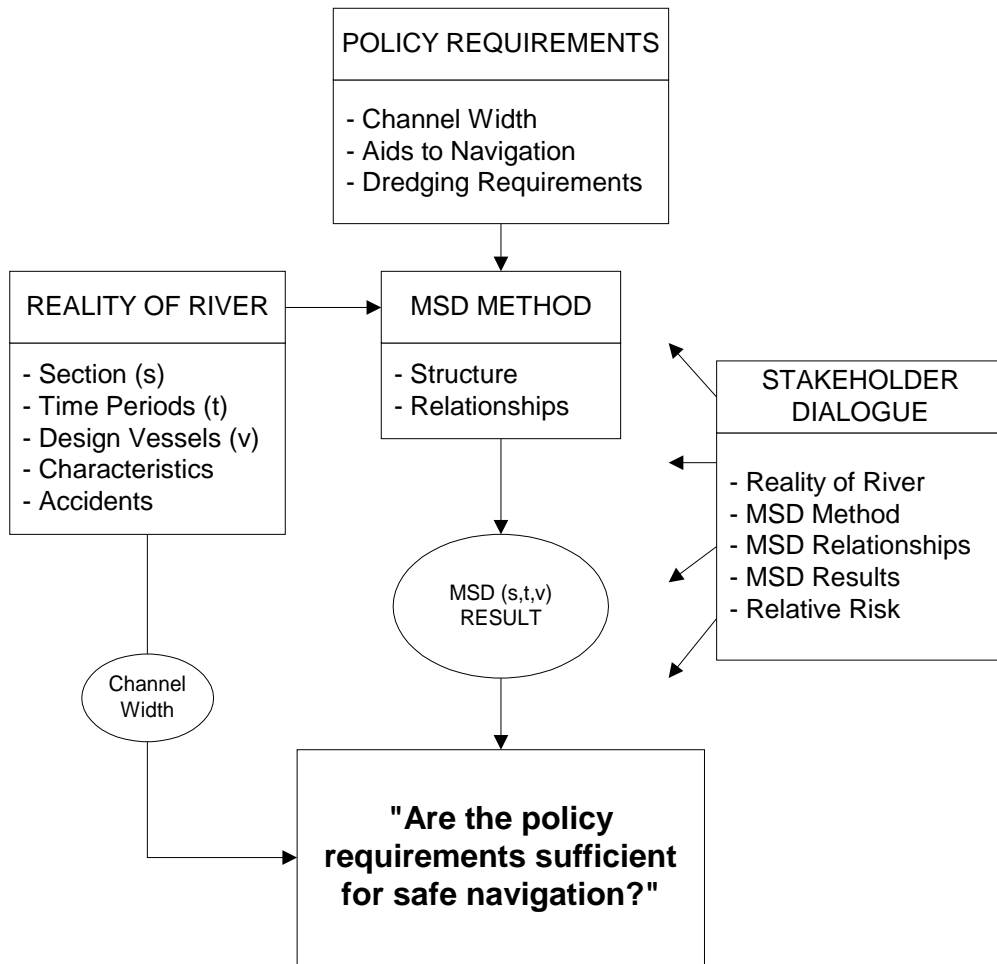 POLICY REQUIREMENTS
- Channel Width
- Aids to Navigation
- Dredging Requirements
REALITY OF RIVER
- Section (s)
- Time Periods (t)
- Design Vessels (v)
- Characteristics
- Accidents
MSD METHOD
- Structure
- Relationships
STAKEHOLDER
DIALOGUE
- Reality of River
- MSD Method
- MSD Relationships
- MSD Results
- Relative Risk
MSD (s,t,v)
RESULT
Channel
Width
"Are the policy
requirements sufficient
for safe navigation?"